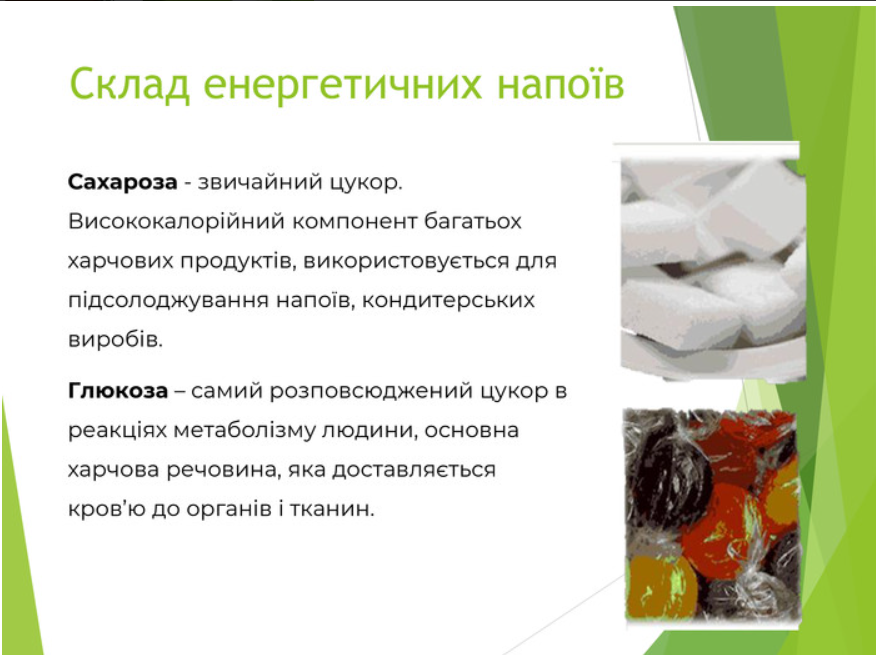 Склад енергетичних напоїв
Сахароза - звичайний цукор.
Висококалорійний компонент багатьох
харчових продуктів, використовується для
підсолоджування напоїв, кондитерських
виробів.
Глюкоза – самий розповсюджений цукор в
реакціях метаболізму людини, основна
харчова речовина, яка доставляється
кров’ю до органів і тканин.